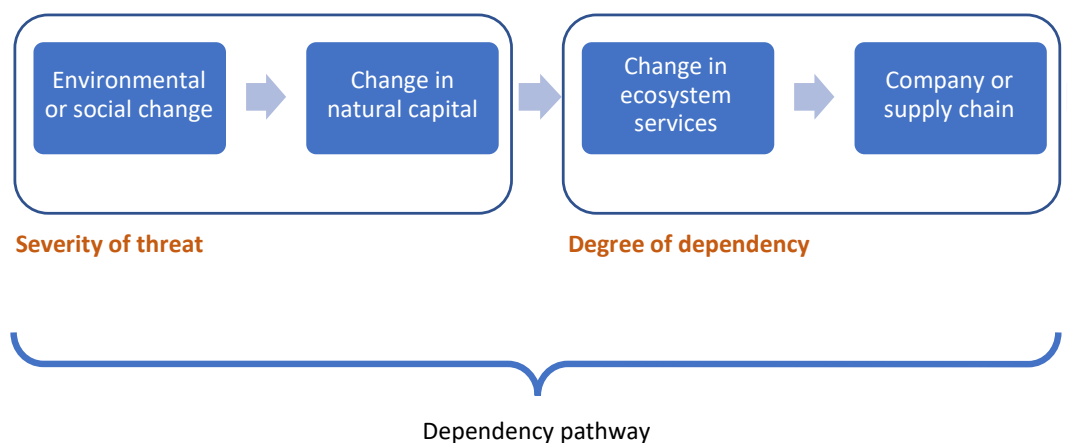 Environmental
or social change
Change in
natural capital
Change in
ecosystem
services
Company or
supply chain
Severity of threat
Degree of dependency
Dependency pathway